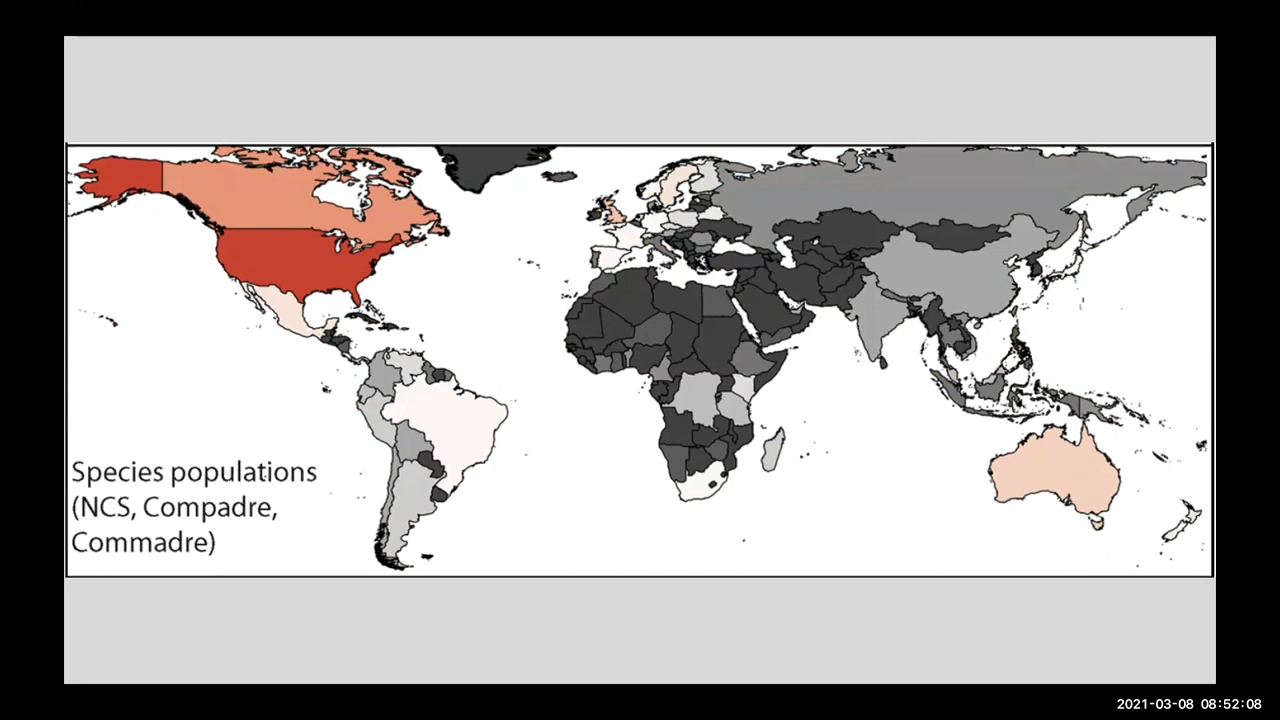 Species populations
(NCS, Compadre,
Commadre)
2021-03-08 08:52:08